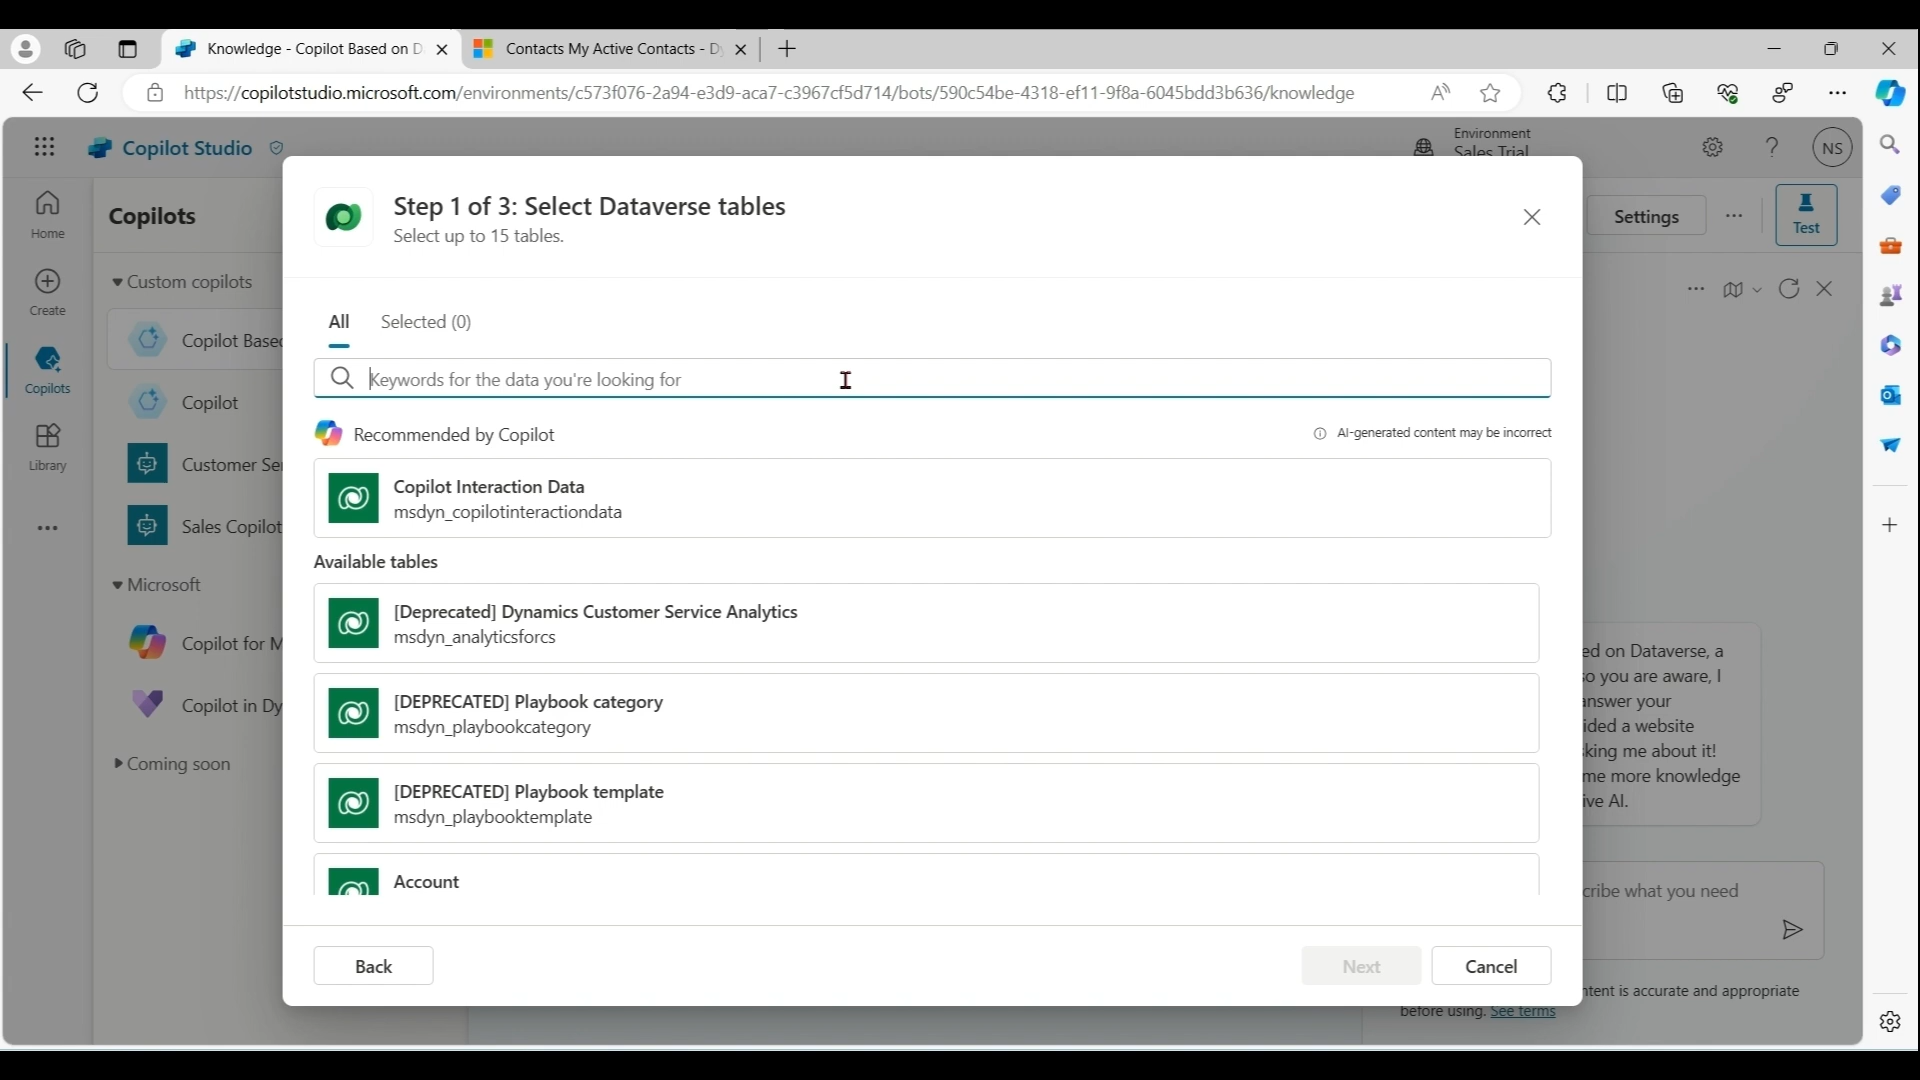 Knowledge - Copilot Based on D
Contacts My Active Contacts - Dy
https://copilotstudio.microsoft.com/environments/c573f076-2a94-e3d9-aca7-c3967cf5d714/bots/590c54be-4318-ef11-9f8a-6045bdd3b636/knowledge
Copilot Studio
Environment
Sales Trial
NS
Home
Create
Copilots
Library
Copilots
Custom copilots
Copilot Base
Copilot
Customer Se
Sales Copilot
Microsoft
Copilot for M
Copilot in Dy
Coming soon
Step 1 of 3: Select Dataverse tables
Select up to 15 tables.
All
Selected (0)
Keywords for the data you're looking for
Recommended by Copilot
AI-generated content may be incorrect
Copilot Interaction Data
msdyn_copilotinteractiondata
Available tables
[Deprecated] Dynamics Customer Service Analytics
msdyn_analyticsforcs
[DEPRECATED] Playbook category
msdyn_playbookcategory
[DEPRECATED] Playbook template
msdyn_playbooktemplate
Account
Back
Next
Cancel
Settings
Test
ed on Dataverse, a
so you are aware, I
answer your
ided a website
king me about it!
me more knowledge
ive AI.
cribe what you need
ntent is accurate and appropriate
before using. See terms